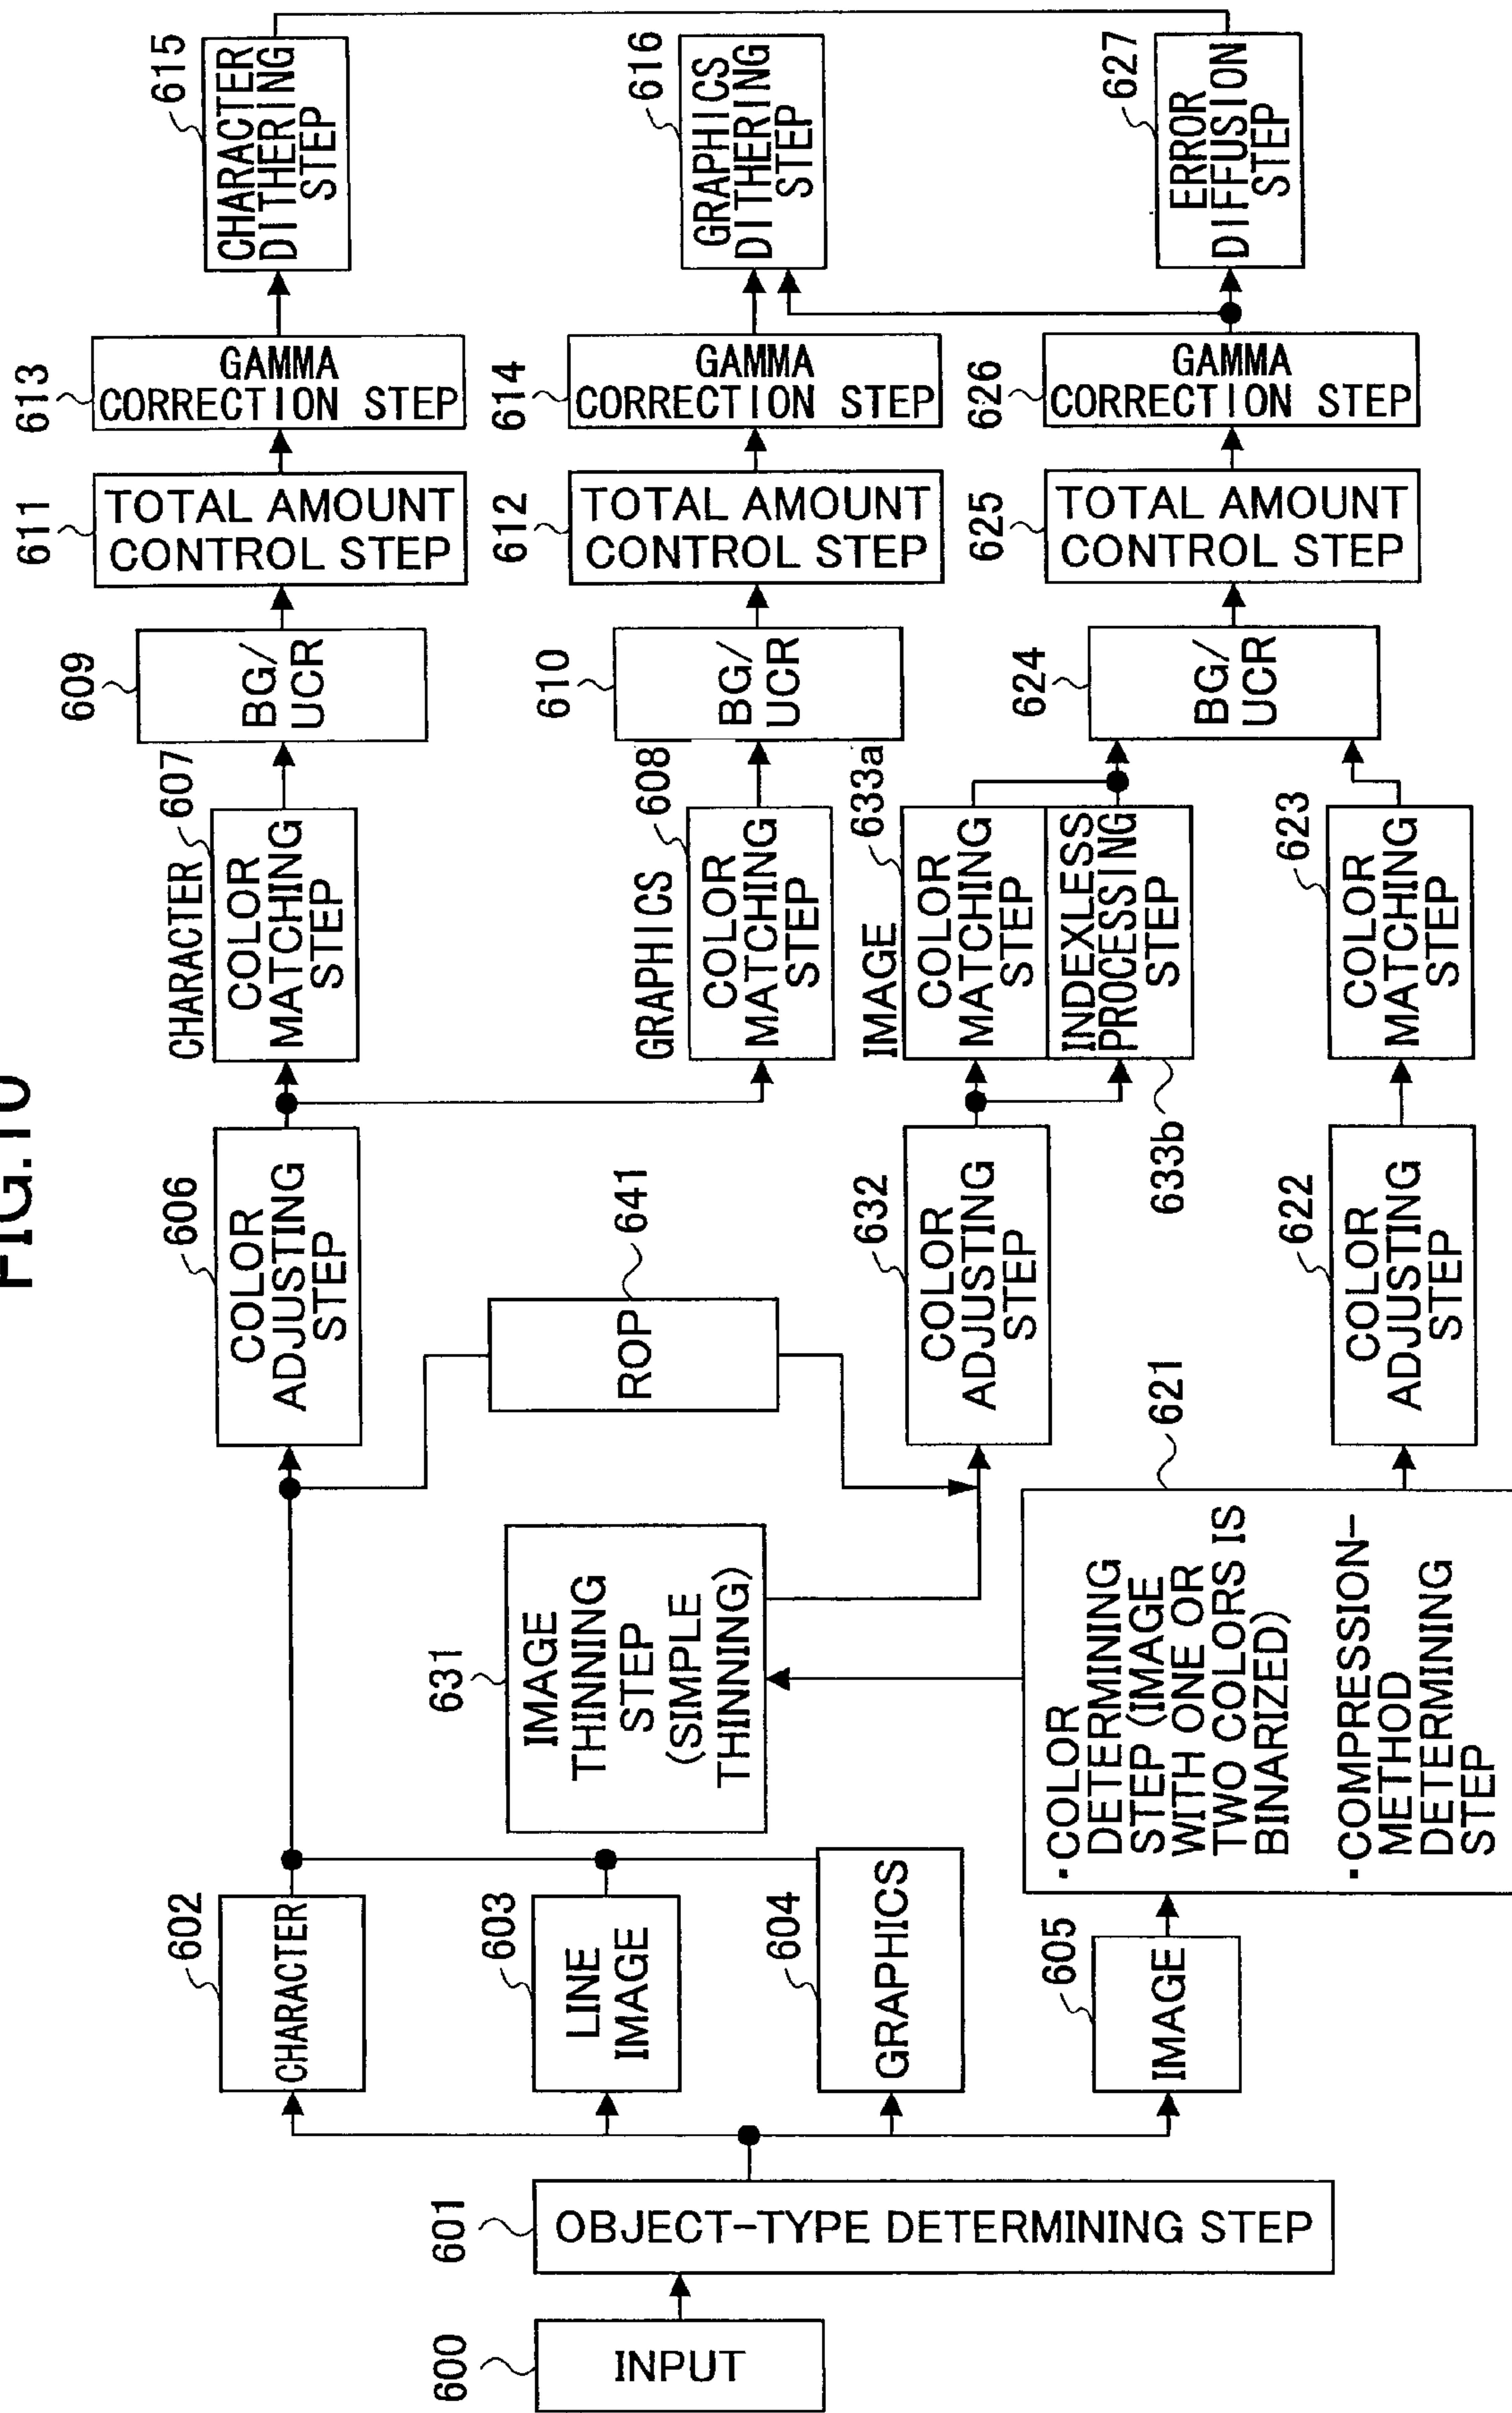 FIG.10
600
INPUT
601
OBJECT-TYPE DETERMINING STEP
602
CHARACTER
603
LINE
IMAGE
604
GRAPHICS
605
IMAGE
631
IMAGE
THINNING
STEP
(SIMPLE
THINNING)
621
·COLOR
DETERMINING
STEP (IMAGE
WITH ONE OR
TWO COLORS IS
BINARIZED)
·COMPRESSION-
METHOD
DETERMINING
STEP
606
COLOR
ADJUSTING
STEP
641
ROP
632
COLOR
ADJUSTING
STEP
622
COLOR
ADJUSTING
STEP
CHARACTER
607
COLOR
MATCHING
STEP
GRAPHICS
608
COLOR
MATCHING
STEP
IMAGE
633a
COLOR
MATCHING
STEP
INDEXLESS
PROCESSING
STEP
633b
623
COLOR
MATCHING
STEP
609
BG/
UCR
610
BG/
UCR
624
BG/
UCR
611
TOTAL AMOUNT
CONTROL STEP
612
TOTAL AMOUNT
CONTROL STEP
625
TOTAL AMOUNT
CONTROL STEP
613
GAMMA
CORRECTION STEP
614
GAMMA
CORRECTION STEP
626
GAMMA
CORRECTION STEP
615
CHARACTER
DITHERING
STEP
616
GRAPHICS
DITHERING
STEP
627
ERROR
DIFFUSION
STEP